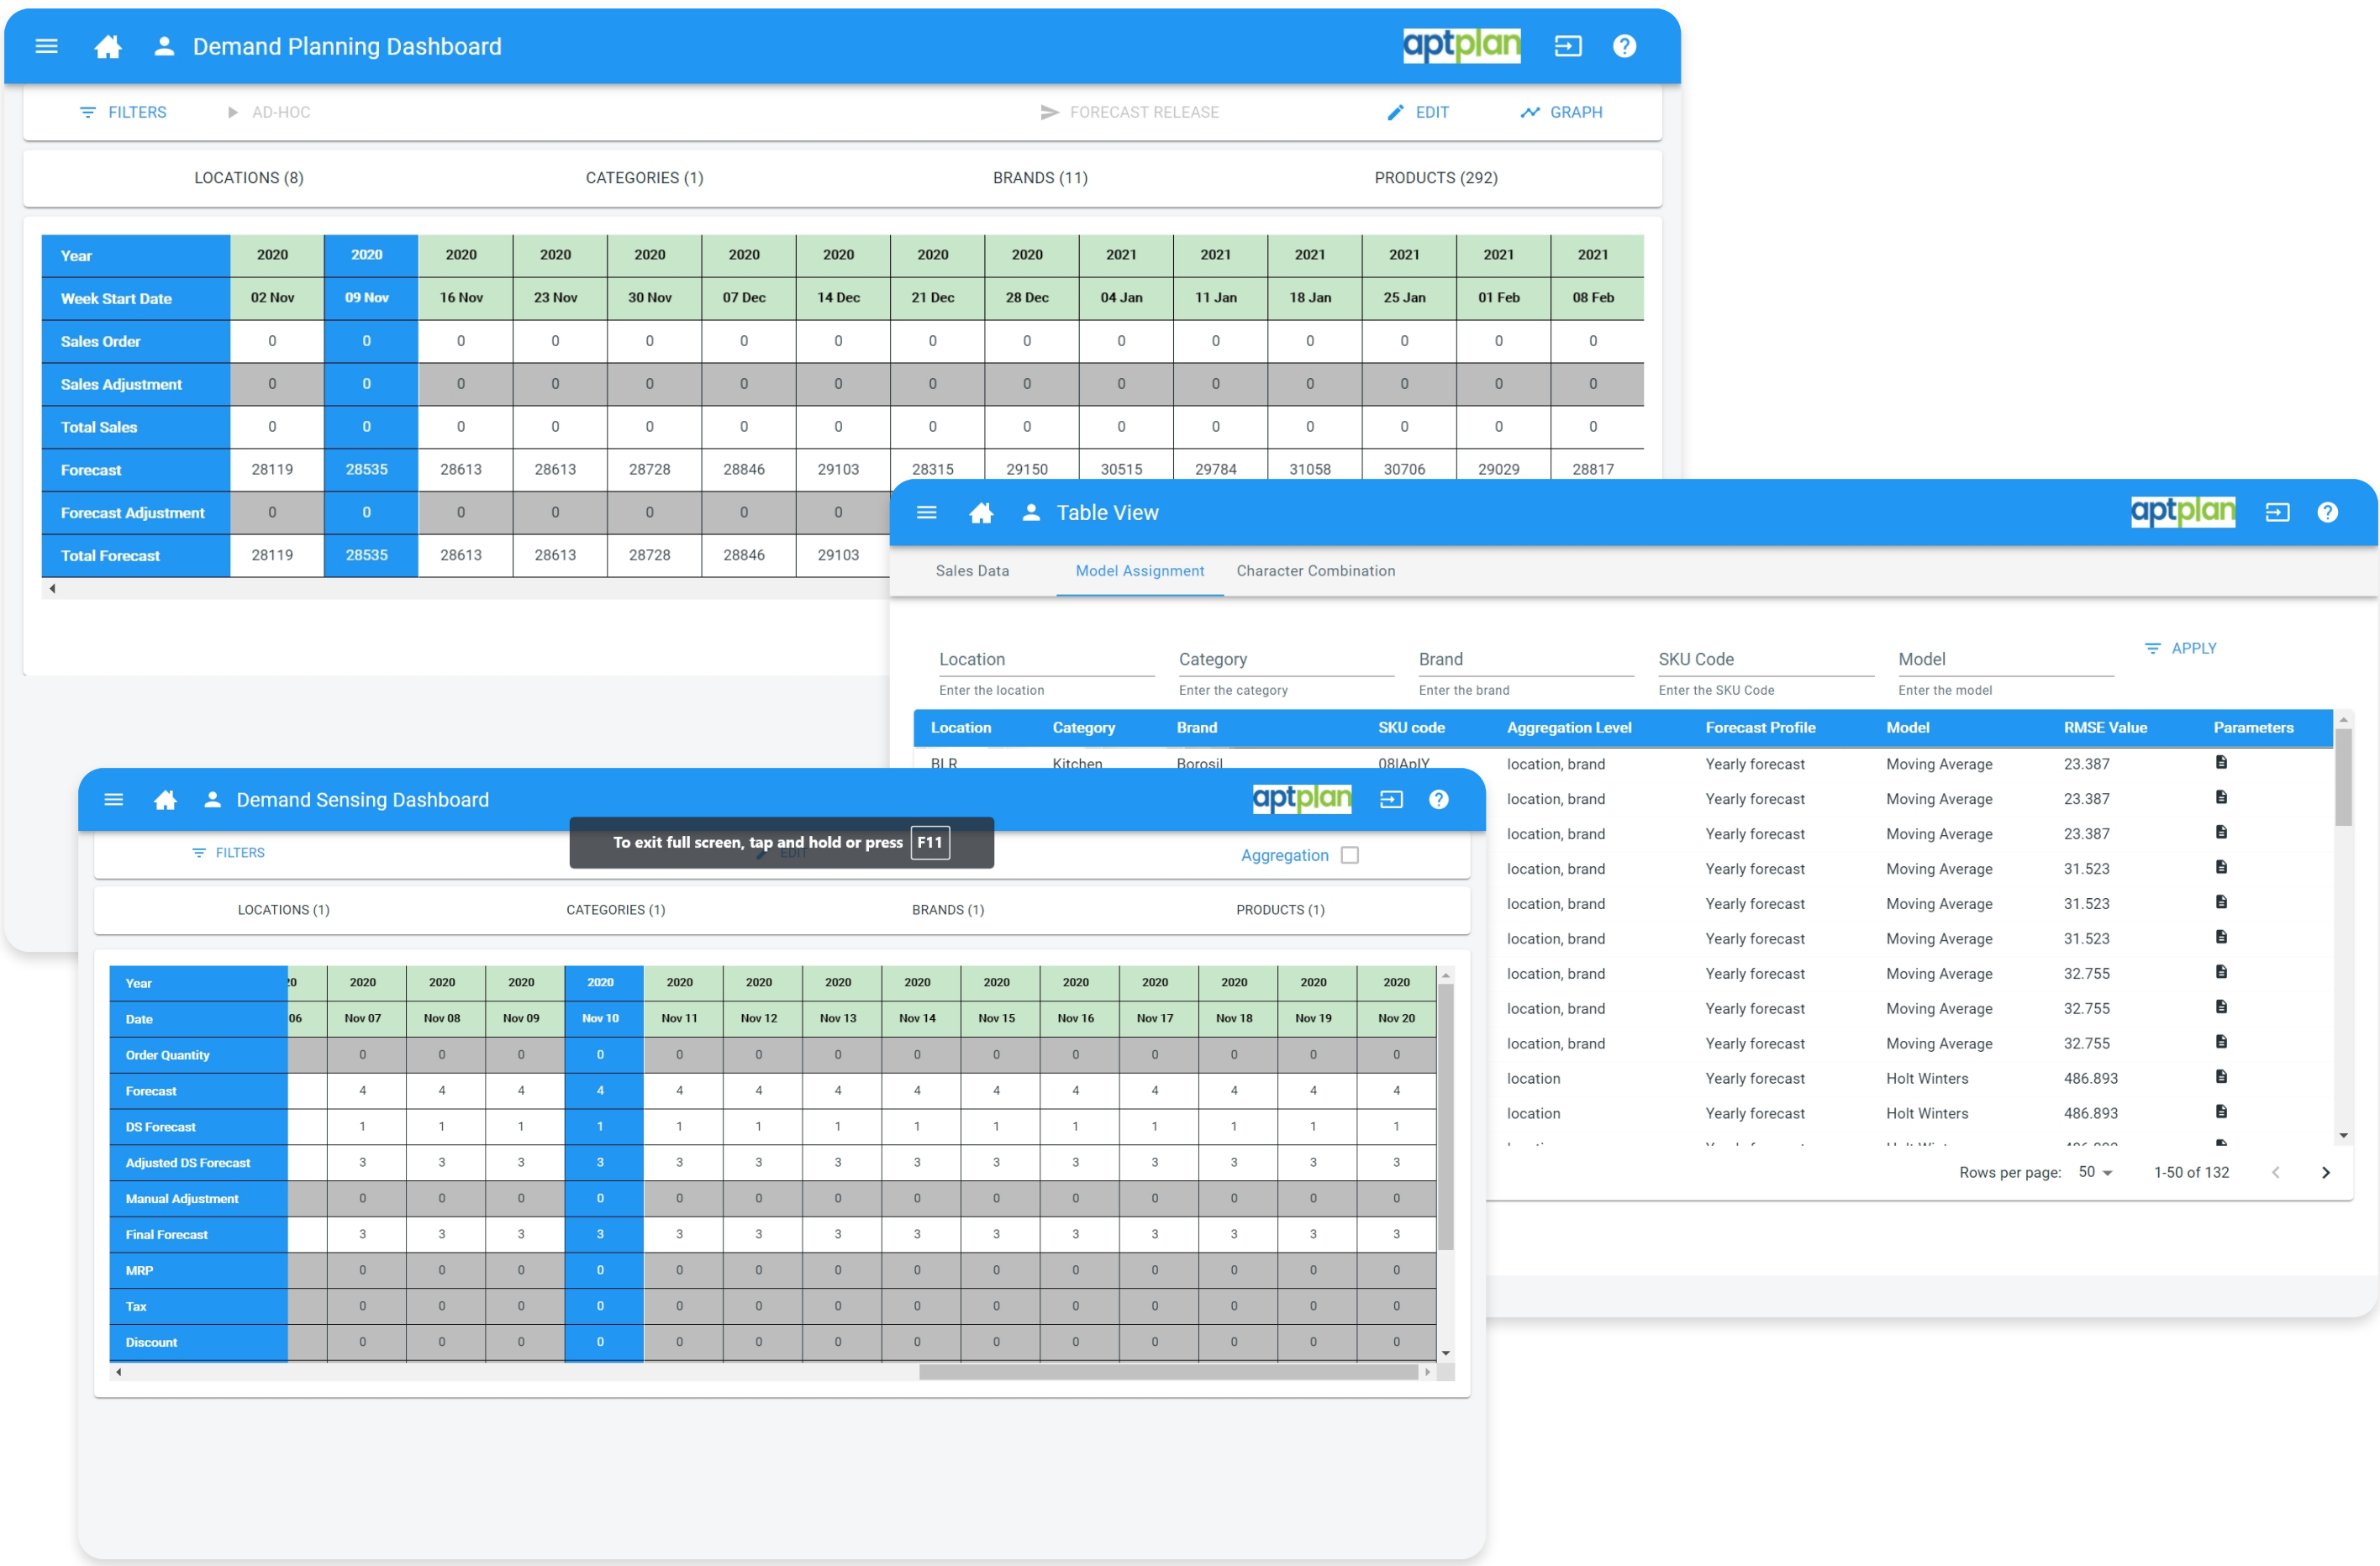 Demand Planning Dashboard aptplan
FILTERS AD-HOC FORECAST RELEASE EDIT GRAPH
LOCATIONS (8) CATEGORIES (1) BRANDS (11) PRODUCTS (292)
Year 2020 2020 2020 2020 2020 2020 2020 2020 2020 2021 2021 2021 2021 2021 2021
Week Start Date 02 Nov 09 Nov 16 Nov 23 Nov 30 Nov 07 Dec 14 Dec 21 Dec 28 Dec 04 Jan 11 Jan 18 Jan 25 Jan 01 Feb 08 Feb
Sales Order 0 0 0 0 0 0 0 0 0 0 0 0 0 0 0
Sales Adjustment 0 0 0 0 0 0 0 0 0 0 0 0 0 0 0
Total Sales 0 0 0 0 0 0 0 0 0 0 0 0 0 0 0
Forecast 28119 28535 28613 28613 28728 28846 29103 28315 29150 30515 29784 31058 30706 29029 28817
Forecast Adjustment 0 0 0 0 0 0 0
Total Forecast 28119 28535 28613 28613 28728 28846 29103
Table View aptplan
Sales Data Model Assignment Character Combination
Location Category Brand SKU Code Model APPLY
Enter the location Enter the category Enter the brand Enter the SKU Code Enter the model
Location Category Brand SKU code Aggregation Level Forecast Profile Model RMSE Value Parameters
BLR Kitchen Borosil location, brand Yearly forecast Moving Average 23.387
location, brand Yearly forecast Moving Average 23.387
location, brand Yearly forecast Moving Average 23.387
location, brand Yearly forecast Moving Average 31.523
location, brand Yearly forecast Moving Average 31.523
location, brand Yearly forecast Moving Average 31.523
location, brand Yearly forecast Moving Average 32.755
location, brand Yearly forecast Moving Average 32.755
location, brand Yearly forecast Moving Average 32.755
location Yearly forecast Holt Winters 486.893
location Yearly forecast Holt Winters 486.893
Rows per page: 50 1-50 of 132
Demand Sensing Dashboard aptplan
To exit full screen, tap and hold or press F11
FILTERS EDIT Aggregation
LOCATIONS (1) CATEGORIES (1) BRANDS (1) PRODUCTS (1)
Year 20 2020 2020 2020 2020 2020 2020 2020 2020 2020 2020 2020 2020 2020 2020
Date 06 Nov 07 Nov 08 Nov 09 Nov 10 Nov 11 Nov 12 Nov 13 Nov 14 Nov 15 Nov 16 Nov 17 Nov 18 Nov 19 Nov 20
Order Quantity 0 0 0 0 0 0 0 0 0 0 0 0 0 0
Forecast 4 4 4 4 4 4 4 4 4 4 4 4 4 4
DS Forecast 1 1 1 1 1 1 1 1 1 1 1 1 1 1
Adjusted DS Forecast 3 3 3 3 3 3 3 3 3 3 3 3 3 3
Manual Adjustment 0 0 0 0 0 0 0 0 0 0 0 0 0 0
Final Forecast 3 3 3 3 3 3 3 3 3 3 3 3 3 3
MRP 0 0 0 0 0 0 0 0 0 0 0 0 0 0
Tax 0 0 0 0 0 0 0 0 0 0 0 0 0 0
Discount 0 0 0 0 0 0 0 0 0 0 0 0 0 0